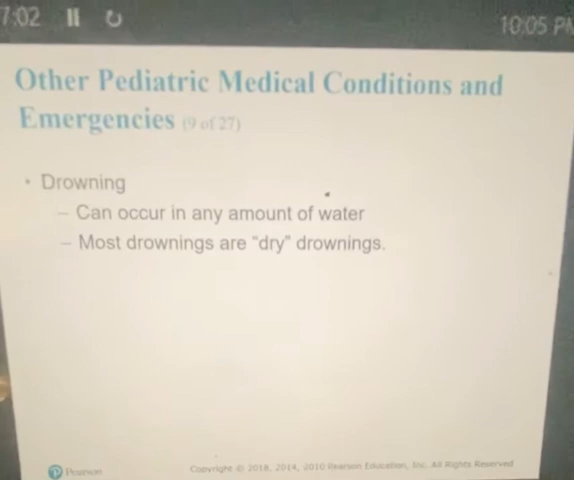 7:02
10:05 PM
Other Pediatric Medical Conditions and
Emergencies (9 of 27)
• Drowning
– Can occur in any amount of water
– Most drownings are "dry" drownings.
Pearson
Copyright © 2018, 2014, 2010 Pearson Education, Inc. All Rights Reserved